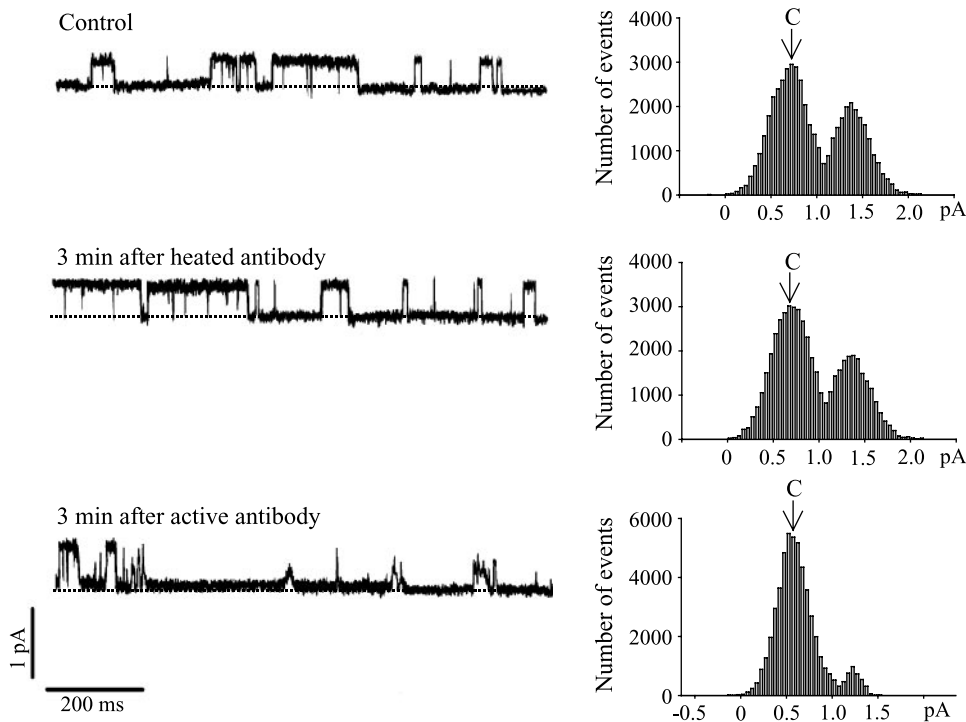 Control
Number of events
4000
3000
2000
1000
0
C
0 0.5 1.0 1.5 2.0 pA
3 min after heated antibody
Number of events
4000
3000
2000
1000
0
C
0 0.5 1.0 1.5 2.0 pA
3 min after active antibody
1 pA
200 ms
Number of events
6000
4000
2000
0
C
-0.5 0 0.5 1.0 1.5 pA